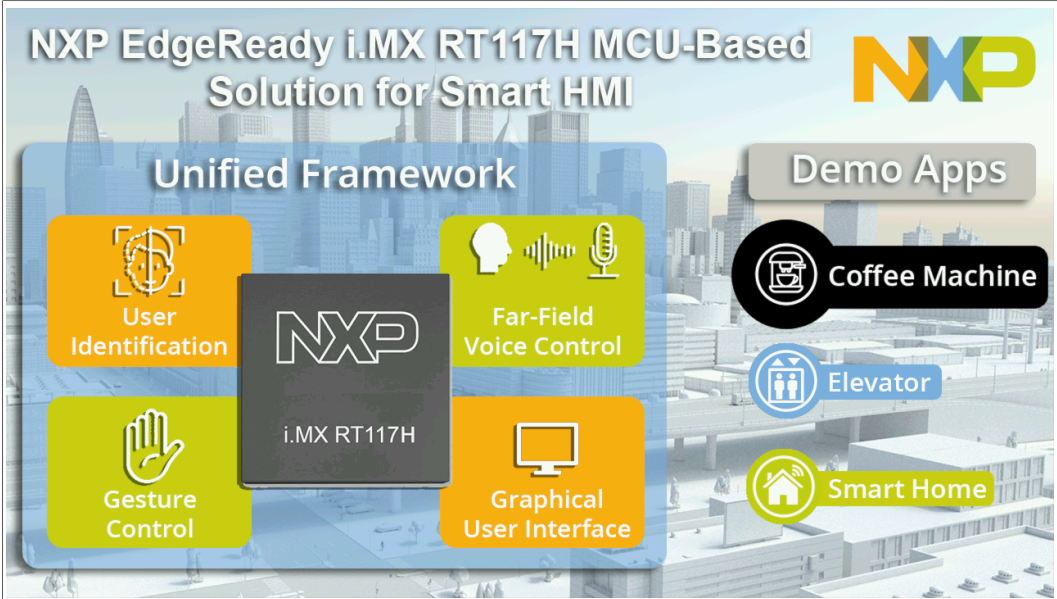 NXP EdgeReady i.MX RT117H MCU-Based
Solution for Smart HMI
NXP
Unified Framework
User
Identification
Far-Field
Voice Control
NXP
i.MX RT117H
Gesture
Control
Graphical
User Interface
Demo Apps
Coffee Machine
Elevator
Smart Home